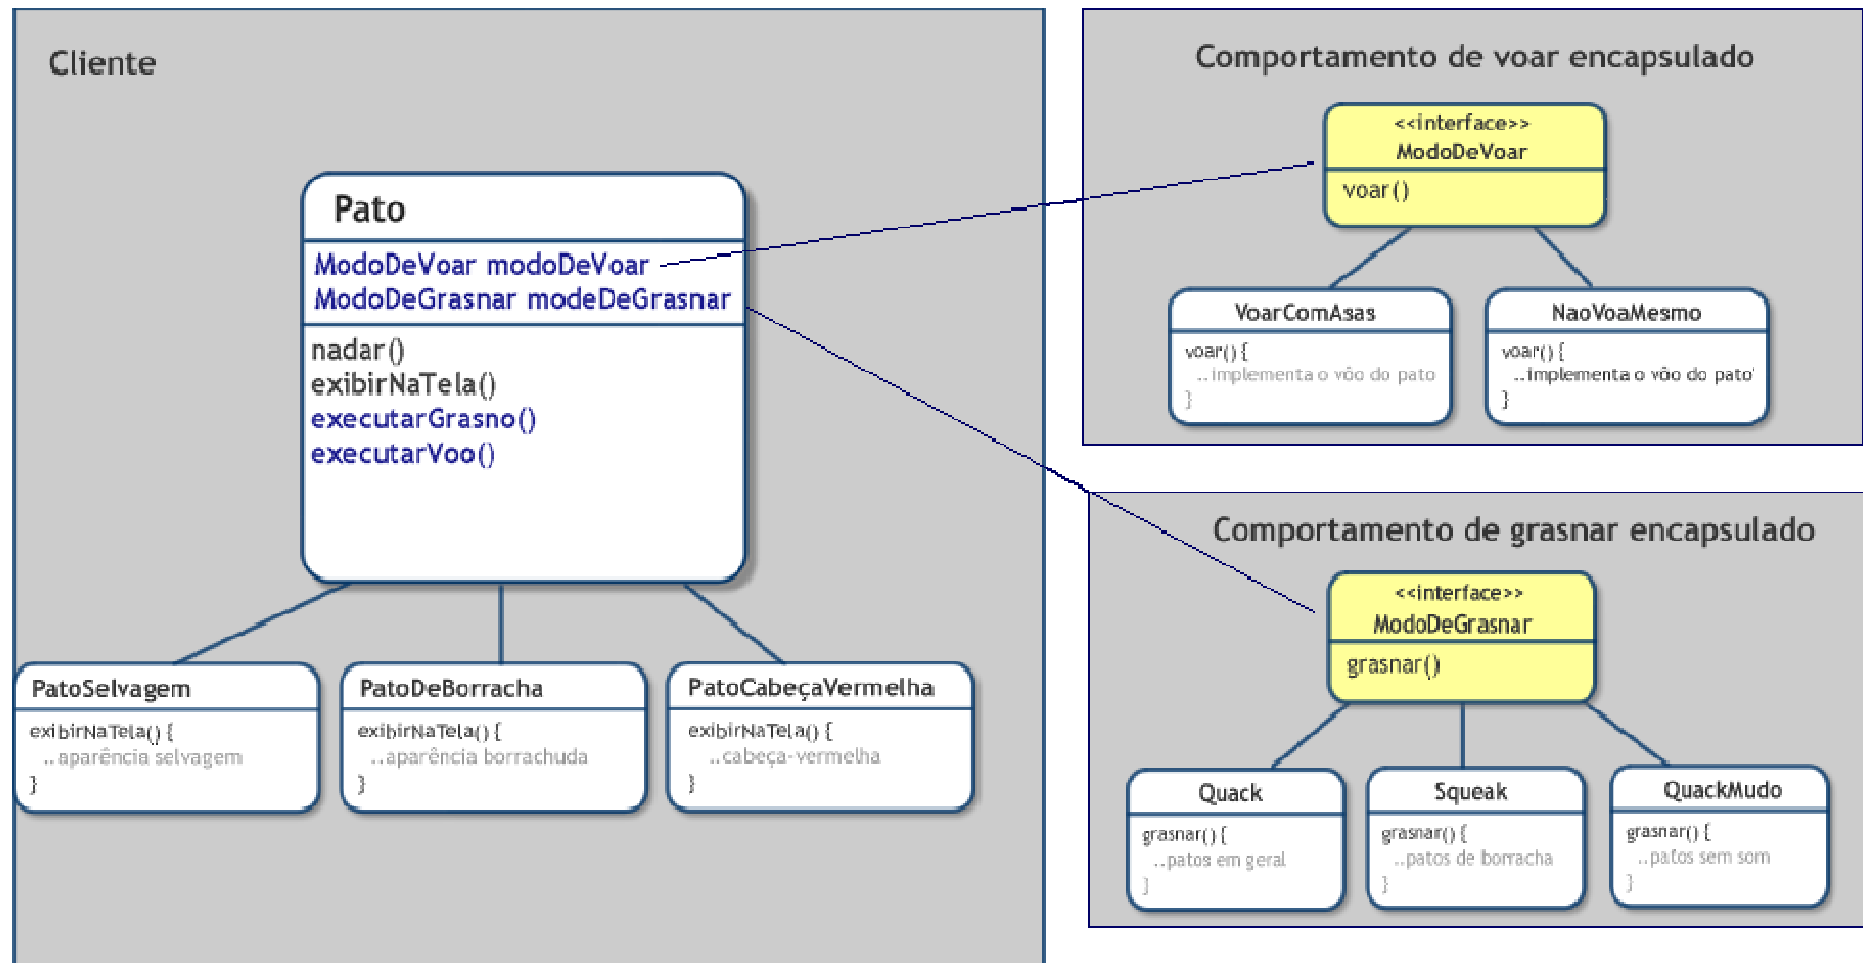 Cliente
Pato
ModoDeVoar modoDeVoar
ModoDeGrasnar modeDeGrasnar
nadar()
exibirNaTela()
executarGrasno()
executarVoo()
PatoSelvagem
exibirNaTela() {
..aparência selvagem
}
PatoDeBorracha
exibirNaTela() {
..aparência borrachuda
}
PatoCabeçaVermelha
exibirNaTela() {
..cabeça-vermelha
}
Comportamento de voar encapsulado
<<interface>>
ModoDeVoar
voar()
VoarComAsas
voar() {
..implementa o vôo do pato
}
NaoVoaMesmo
voar() {
..implementa o vôo do pato'
}
Comportamento de grasnar encapsulado
<<interface>>
ModoDeGrasnar
grasnar()
Quack
grasnar() {
..patos em geral
}
Squeak
grasnar() {
..patos de borracha
}
QuackMudo
grasnar() {
..patos sem som
}